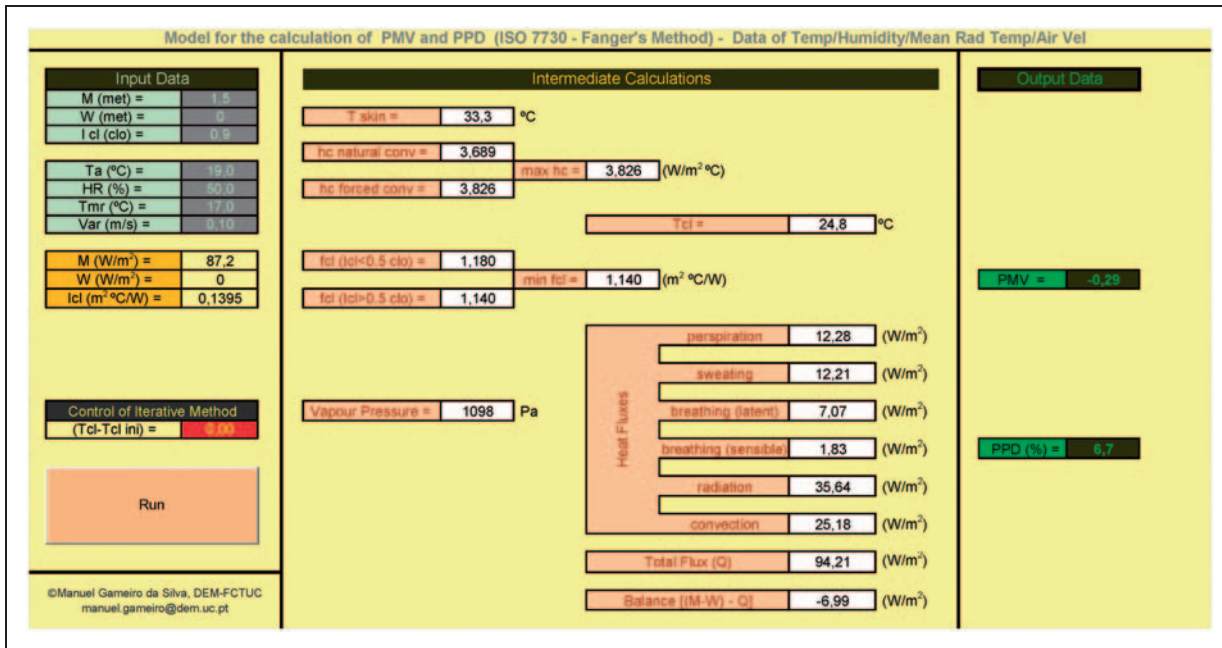 Model for the calculation of PMV and PPD (ISO 7730 - Fanger's Method) - Data of Temp/Humidity/Mean Rad Temp/Air Vel
Input Data
M (met) = 1.5
W (met) = 0
I cl (clo) = 0.9
Ta (ºC) = 19,0
HR (%) = 50,0
Tmr (ºC) = 17,0
Var (m/s) = 0,10
M (W/m²) = 87,2
W (W/m²) = 0
Icl (m² ºC/W) = 0,1395
Control of Iterative Method
(Tcl-Tcl ini) = 0,00
Run
©Manuel Gameiro da Silva, DEM-FCTUC
manuel.gameiro@dem.uc.pt
Intermediate Calculations
T skin = 33,3 ºC
hc natural conv = 3,689
max hc = 3,826 (W/m² ºC)
hc forced conv = 3,826
Tcl = 24,8 ºC
fcl (Icl<0.5 clo) = 1,180
min fcl = 1,140 (m² ºC/W)
fcl (Icl>0.5 clo) = 1,140
Vapour Pressure = 1098 Pa
Heat Fluxes
perspiration 12,28 (W/m²)
sweating 12,21 (W/m²)
breathing (latent) 7,07 (W/m²)
breathing (sensible) 1,83 (W/m²)
radiation 35,64 (W/m²)
convection 25,18 (W/m²)
Total Flux (Q) 94,21 (W/m²)
Balance [(M-W) - Q] -6,99 (W/m²)
Output Data
PMV = -0,29
PPD (%) = 6,7